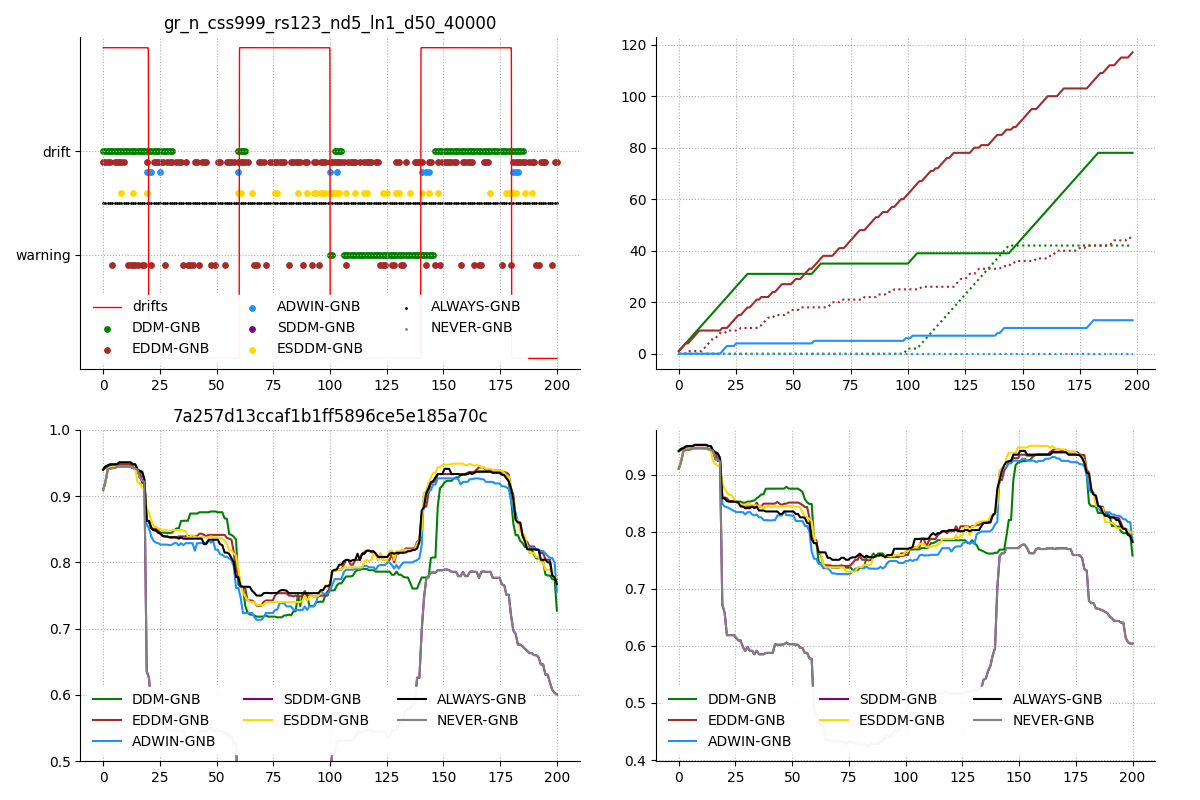 gr_n_css999_rs123_nd5_ln1_d50_40000
drift
warning
drifts
DDM-GNB
EDDM-GNB
ADWIN-GNB
SDDM-GNB
ESDDM-GNB
ALWAYS-GNB
NEVER-GNB
0 25 50 75 100 125 150 175 200
120
100
80
60
40
20
0
0 25 50 75 100 125 150 175 200
7a257d13ccaf1b1ff5896ce5e185a70c
1.0
0.9
0.8
0.7
0.6
0.5
DDM-GNB
EDDM-GNB
ADWIN-GNB
SDDM-GNB
ESDDM-GNB
ALWAYS-GNB
NEVER-GNB
0 25 50 75 100 125 150 175 200
0.9
0.8
0.7
0.6
0.5
0.4
DDM-GNB
EDDM-GNB
ADWIN-GNB
SDDM-GNB
ESDDM-GNB
ALWAYS-GNB
NEVER-GNB
0 25 50 75 100 125 150 175 200